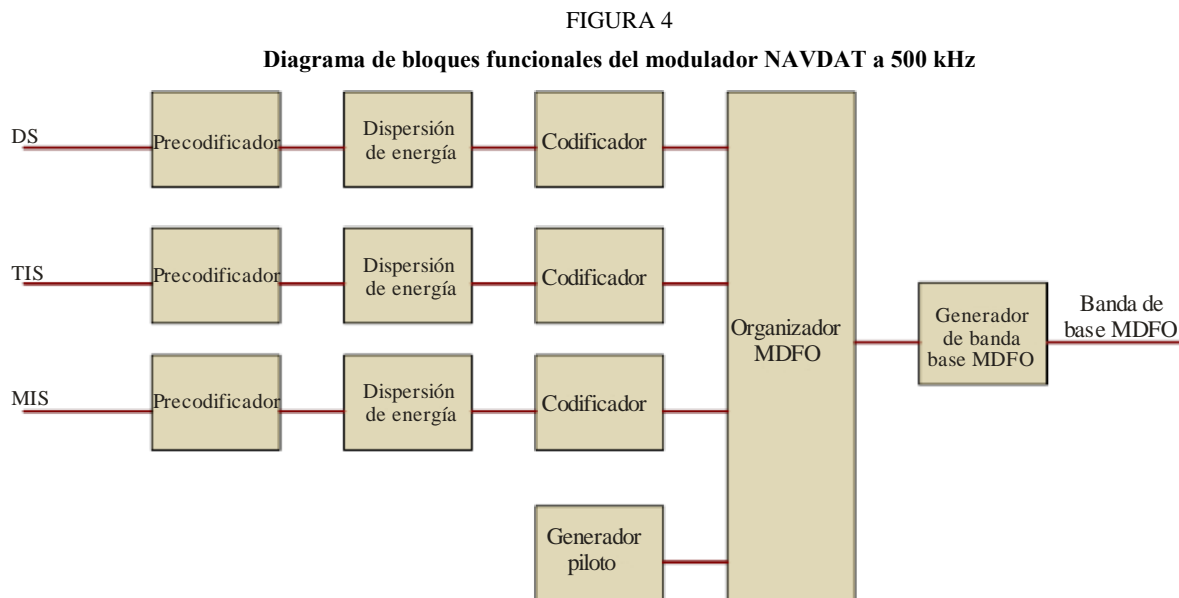 FIGURA 4
Diagrama de bloques funcionales del modulador NAVDAT a 500 kHz
DS
Precodificador
Dispersión
de energía
Codificador
TIS
Precodificador
Dispersión
de energía
Codificador
Organizador
MDFO
Generador
de banda
base MDFO
Banda de
base MDFO
MIS
Precodificador
Dispersión
de energía
Codificador
Generador
piloto